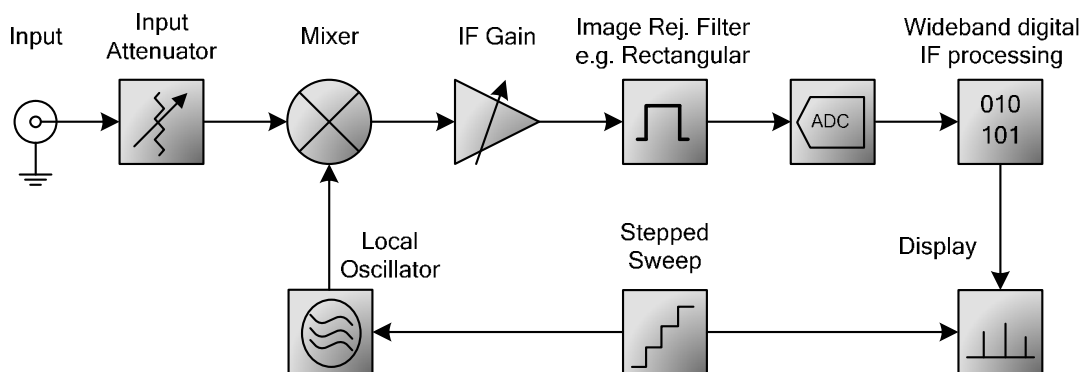 Input
Input
Attenuator
Mixer
IF Gain
Image Rej. Filter
e.g. Rectangular
Wideband digital
IF processing
ADC
010
101
Local
Oscillator
Stepped
Sweep
Display